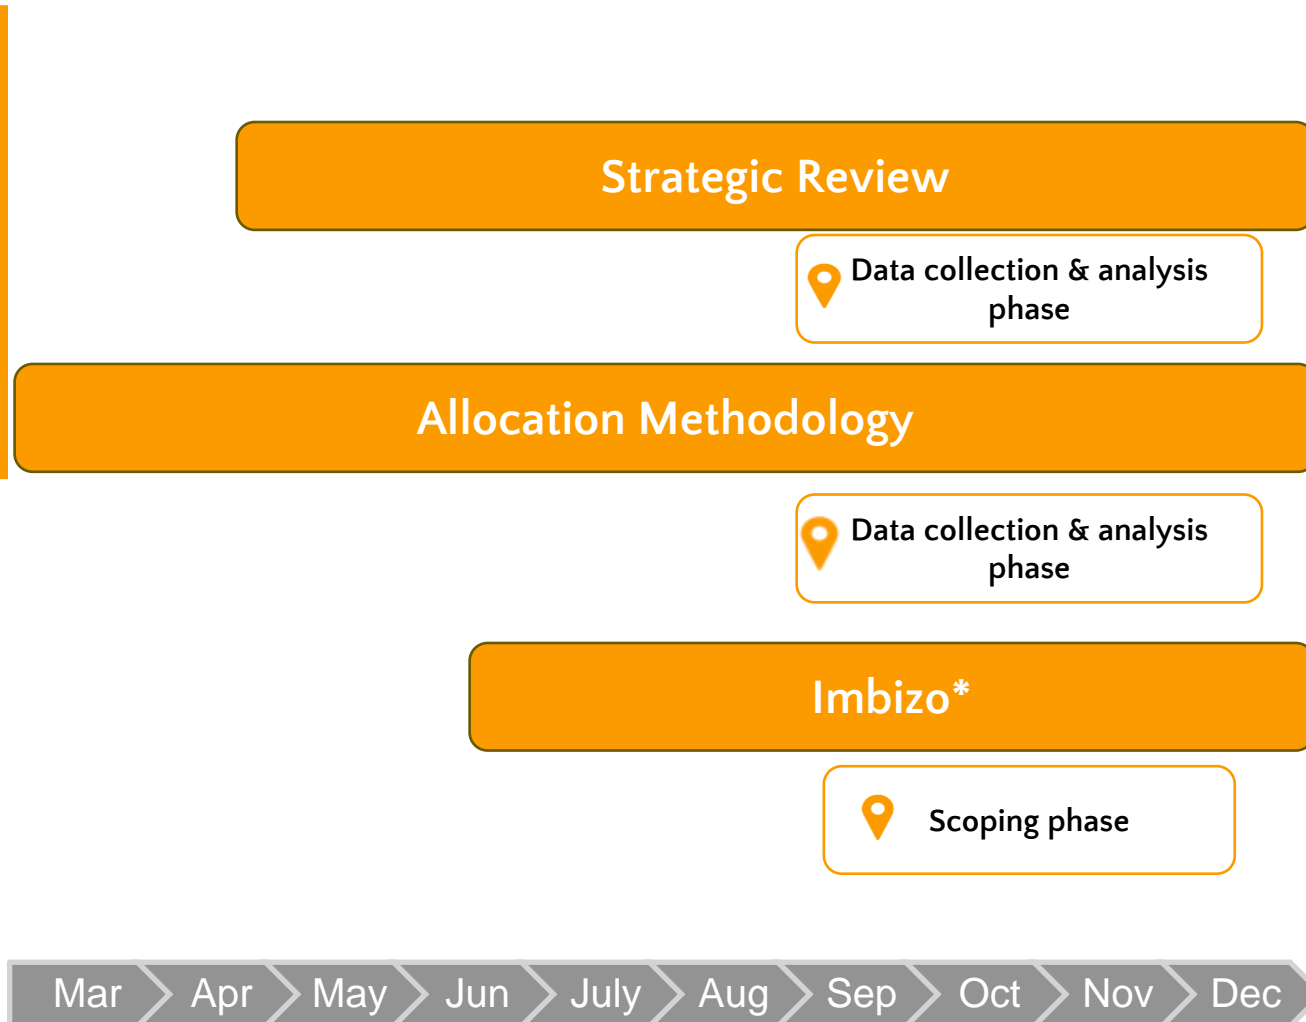 Strategic Review
Data collection & analysis
phase
Allocation Methodology
Data collection & analysis
phase
Imbizo*
Scoping phase
Mar Apr May Jun July Aug Sep Oct Nov Dec